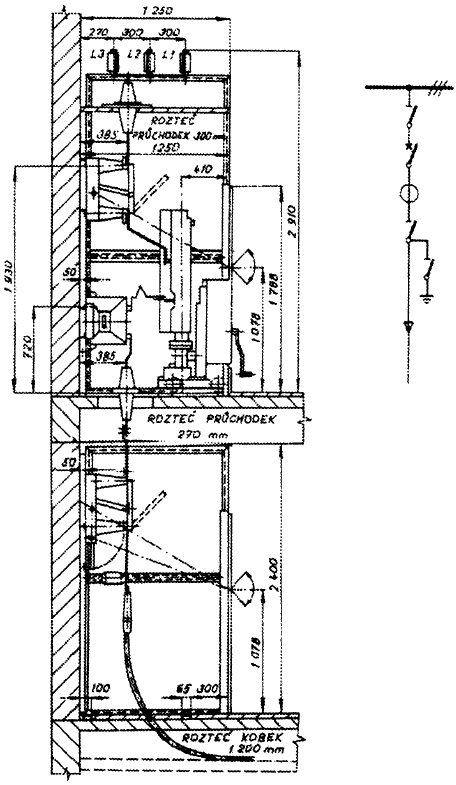 1 250
270 300 300
L3 L2 L1
ROZTEČ
PRŮCHODEK 300 mm
385
1250
410
1 930
2 910
1 788
50
1 078
720
385
ROZTEČ PRŮCHODEK
270 mm
50
2 400
1 078
100
65 300
ROZTEČ KOBEK
1 200 mm